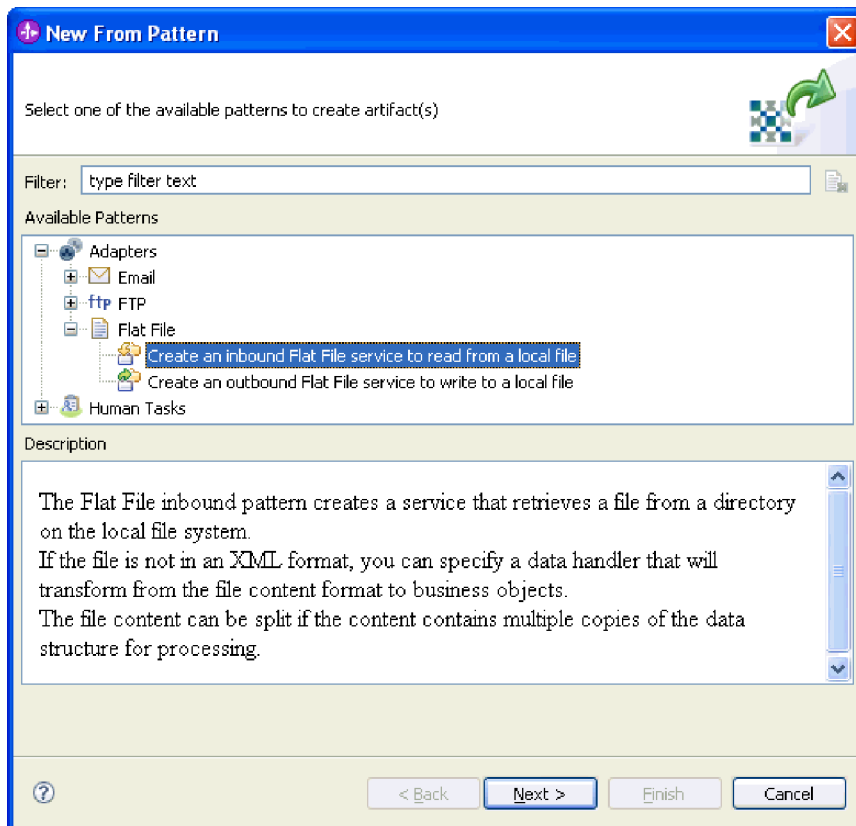 New From Pattern
Select one of the available patterns to create artifact(s)
Filter: type filter text
Available Patterns
Adapters
Email
ftp FTP
Flat File
Create an inbound Flat File service to read from a local file
Create an outbound Flat File service to write to a local file
Human Tasks
Description
The Flat File inbound pattern creates a service that retrieves a file from a directory
on the local file system.
If the file is not in an XML format, you can specify a data handler that will
transform from the file content format to business objects.
The file content can be split if the content contains multiple copies of the data
structure for processing.
? < Back Next > Finish Cancel